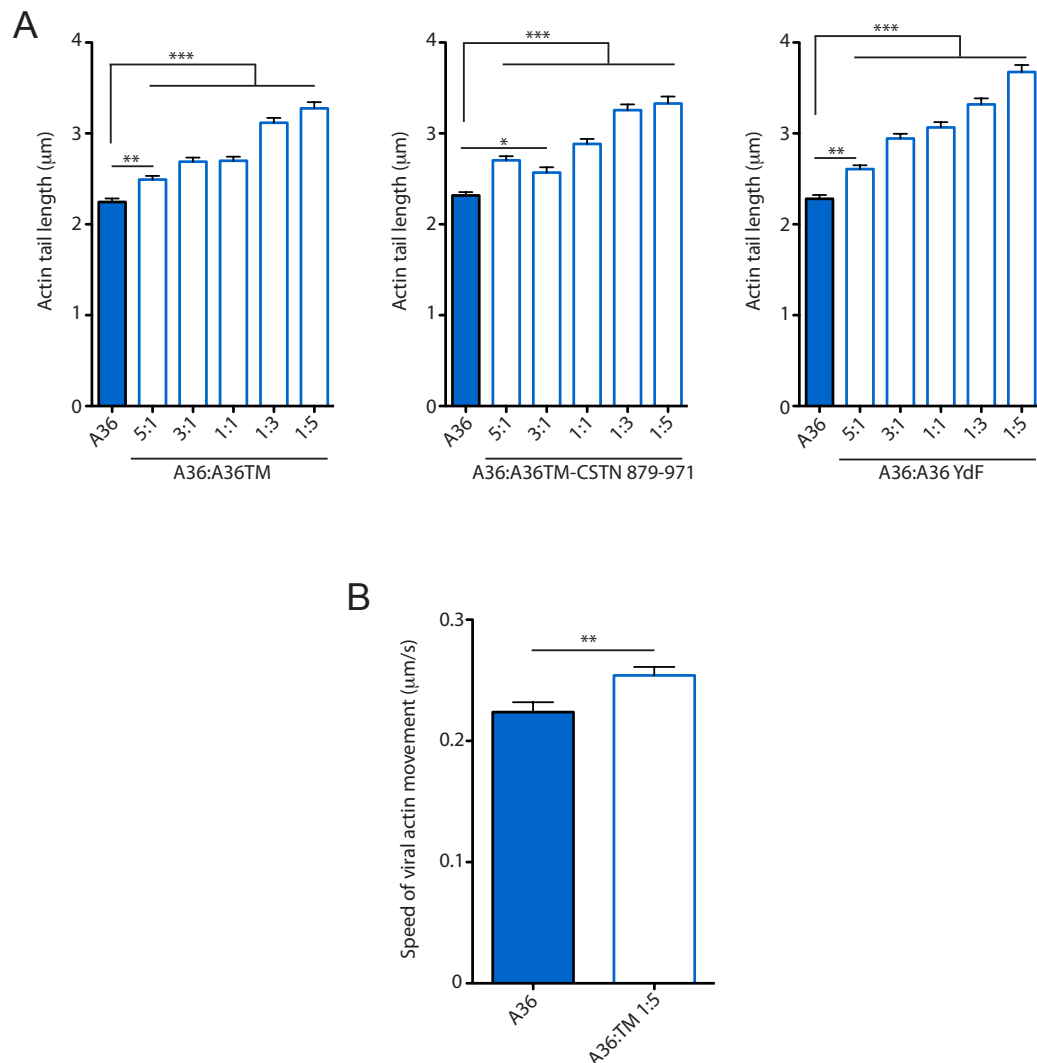 A
Actin tail length (μm)
4
3
2
1
0
***
**
A36
5:1
3:1
1:1
1:3
1:5
A36:A36TM
Actin tail length (μm)
4
3
2
1
0
***
*
A36
5:1
3:1
1:1
1:3
1:5
A36:A36TM-CSTN 879-971
Actin tail length (μm)
4
3
2
1
0
***
**
A36
5:1
3:1
1:1
1:3
1:5
A36:A36 YdF
B
Speed of viral actin movement (μm/s)
0.3
0.2
0.1
0
**
A36
A36:TM 1:5